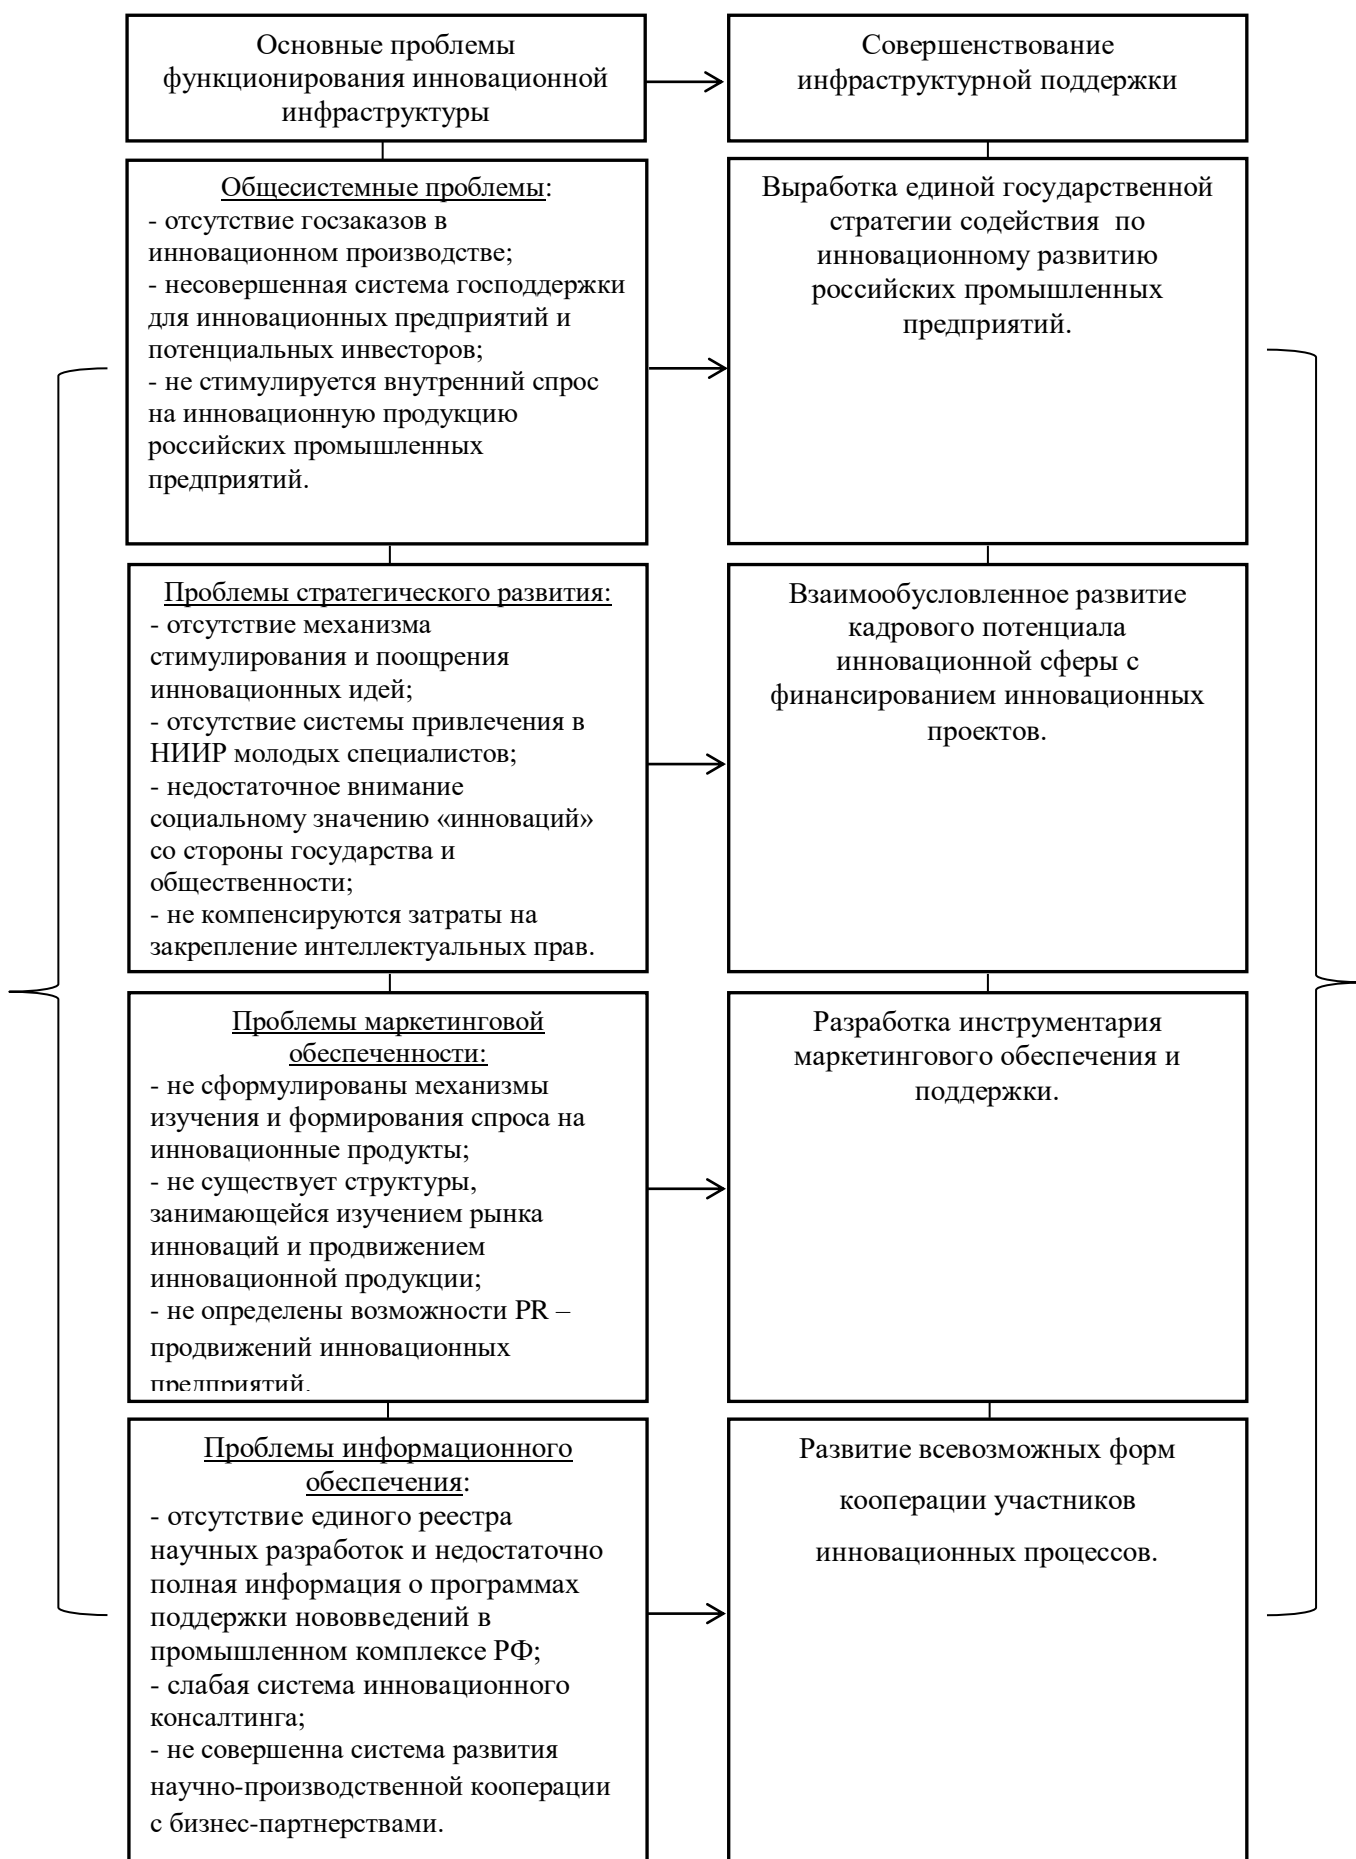 Основные проблемы
функционирования инновационной
инфраструктуры
Совершенствование
инфраструктурной поддержки
Общесистемные проблемы:
- отсутствие госзаказов в
инновационном производстве;
- несовершенная система господдержки
для инновационных предприятий и
потенциальных инвесторов;
- не стимулируется внутренний спрос
на инновационную продукцию
российских промышленных
предприятий.
Выработка единой государственной
стратегии содействия по
инновационному развитию
российских промышленных
предприятий.
Проблемы стратегического развития:
- отсутствие механизма
стимулирования и поощрения
инновационных идей;
- отсутствие системы привлечения в
НИИР молодых специалистов;
- недостаточное внимание
социальному значению «инноваций»
со стороны государства и
общественности;
- не компенсируются затраты на
закрепление интеллектуальных прав.
Взаимообусловленное развитие
кадрового потенциала
инновационной сферы с
финансированием инновационных
проектов.
Проблемы маркетинговой
обеспеченности:
- не сформулированы механизмы
изучения и формирования спроса на
инновационные продукты;
- не существует структуры,
занимающейся изучением рынка
инноваций и продвижением
инновационной продукции;
- не определены возможности PR –
продвижений инновационных
предприятий.
Разработка инструментария
маркетингового обеспечения и
поддержки.
Проблемы информационного
обеспечения:
- отсутствие единого реестра
научных разработок и недостаточно
полная информация о программах
поддержки нововведений в
промышленном комплексе РФ;
- слабая система инновационного
консалтинга;
- не совершенна система развития
научно-производственной кооперации
с бизнес-партнерствами.
Развитие всевозможных форм
кооперации участников
инновационных процессов.